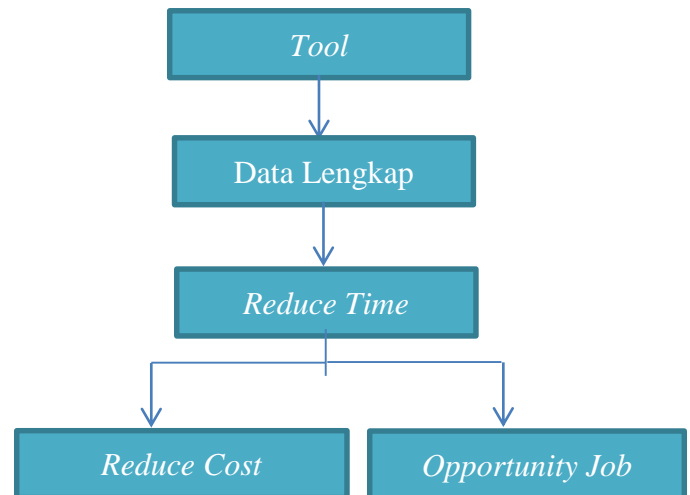 Tool
Data Lengkap
Reduce Time
Reduce Cost
Opportunity Job